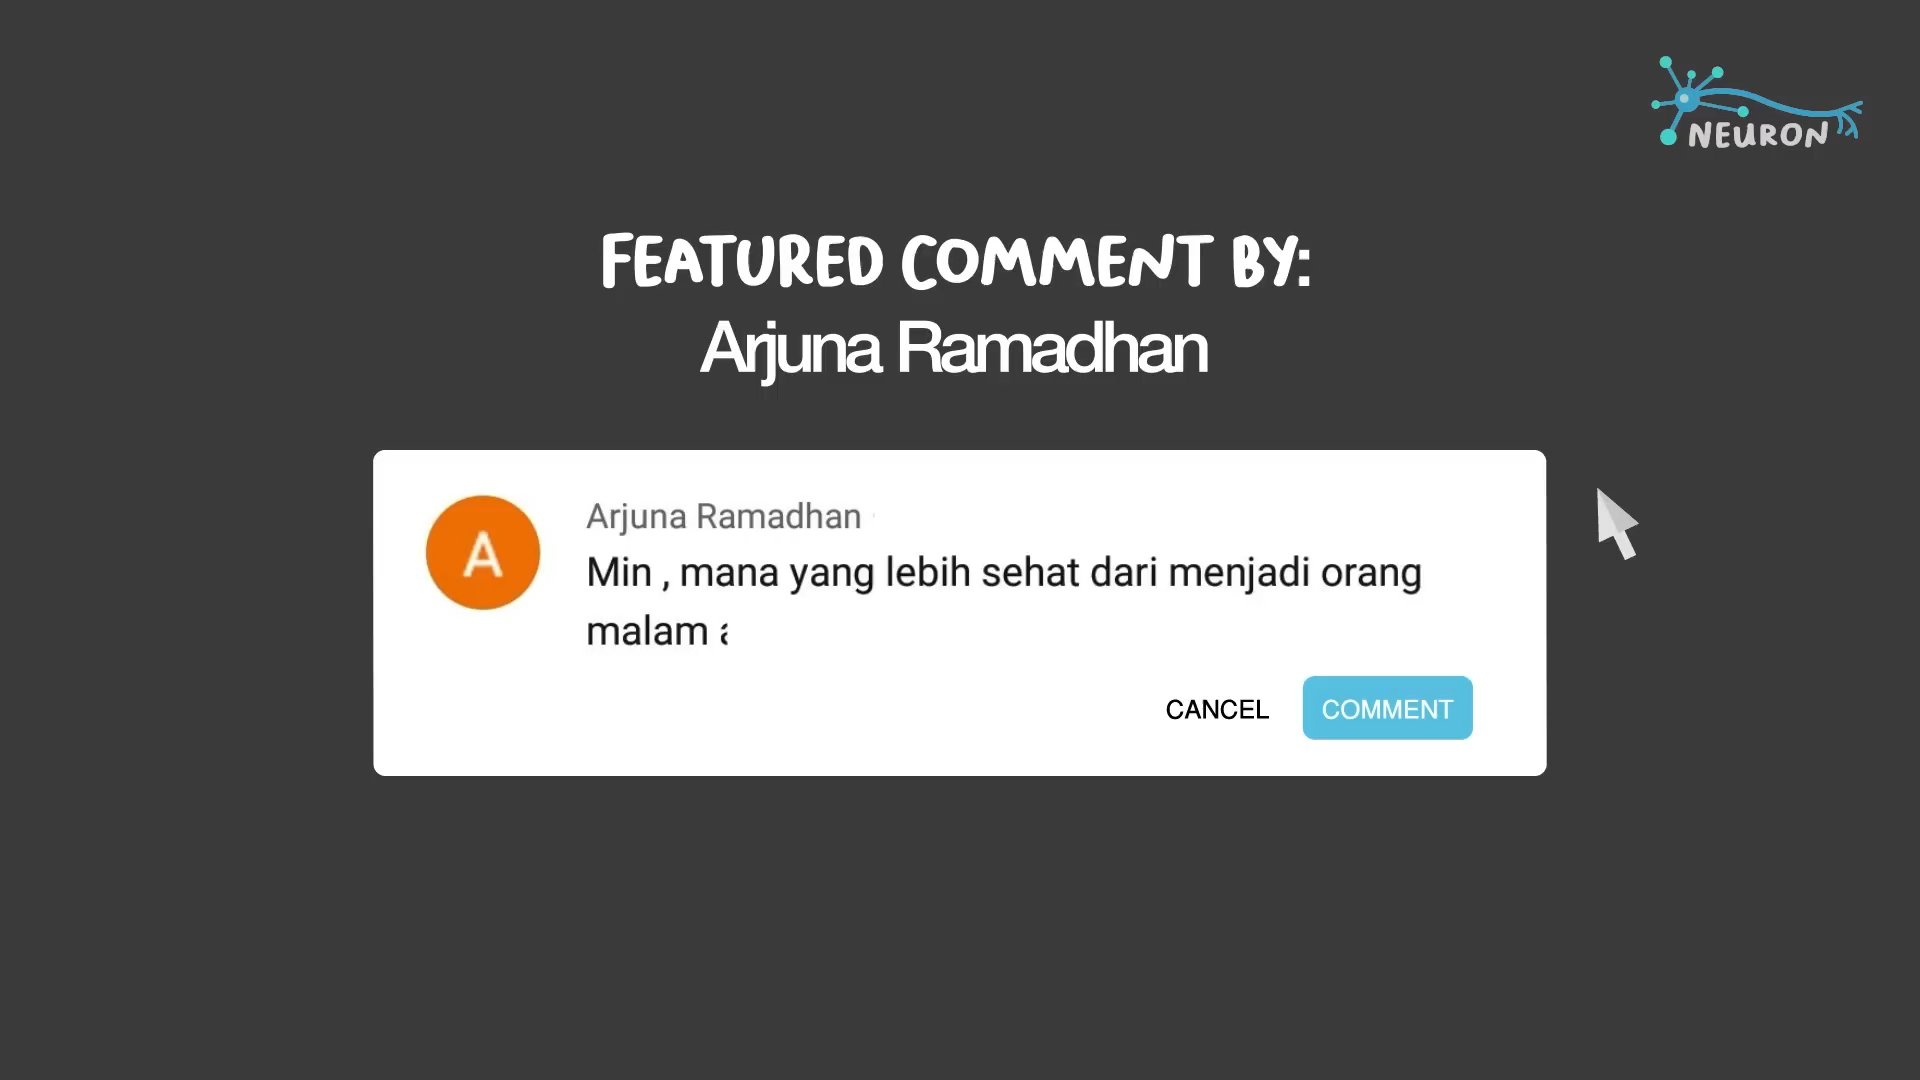 NEURON
FEATURED COMMENT BY:
Arjuna Ramadhan
A
Arjuna Ramadhan
Min , mana yang lebih sehat dari menjadi orang
malam
CANCEL
COMMENT